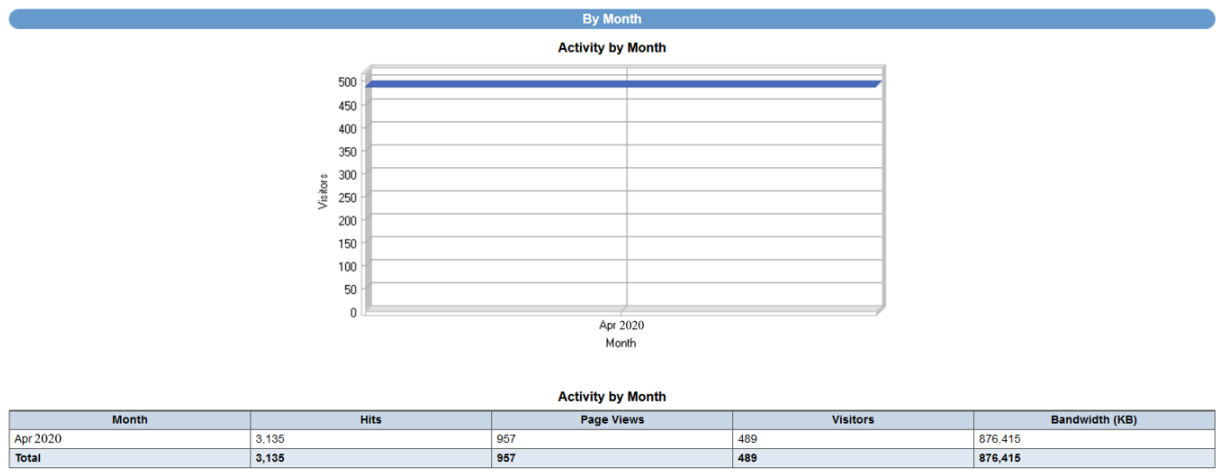 By Month
Activity by Month
500
450
400
350
300
250
200
150
100
50
0
Visitors
Apr 2020
Month
Activity by Month
Month Hits Page Views Visitors Bandwidth (KB)
Apr 2020 3,135 957 489 876,415
Total 3,135 957 489 876,415